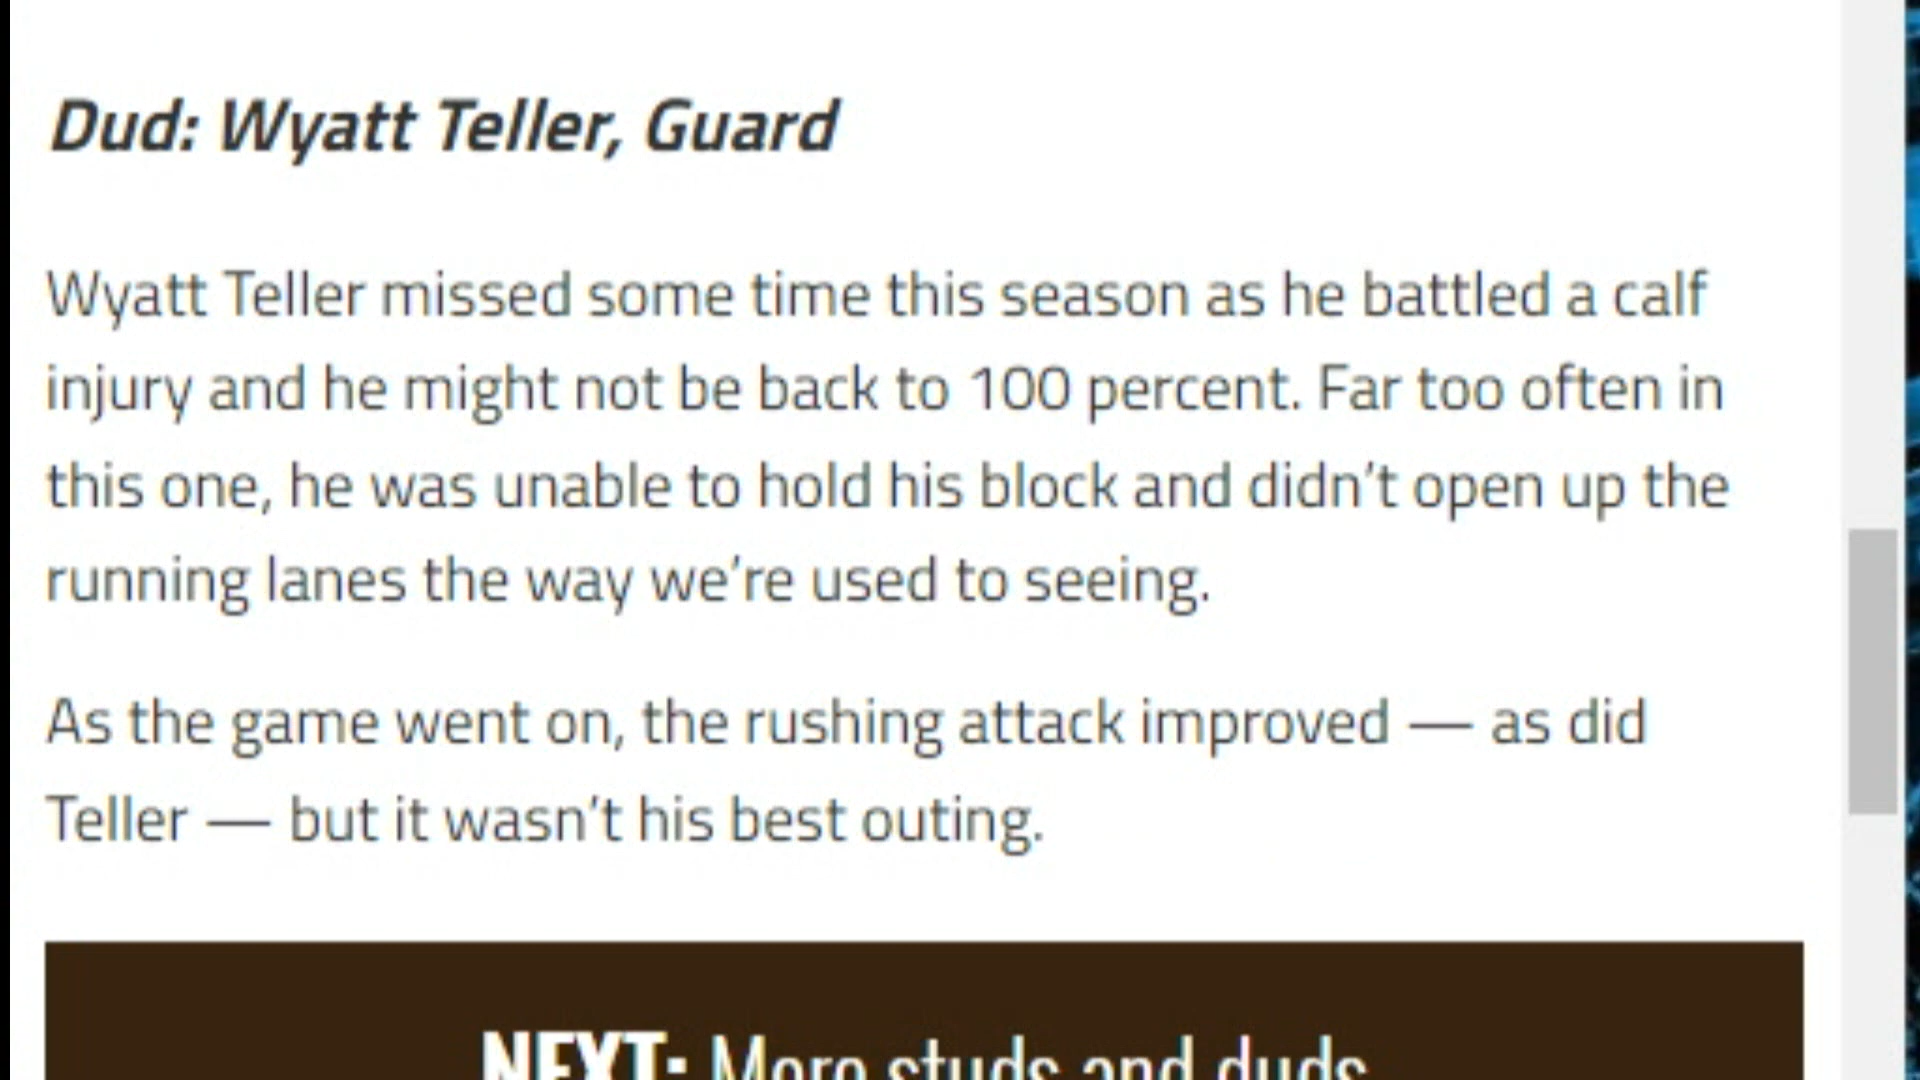 Dud: Wyatt Teller, Guard
Wyatt Teller missed some time this season as he battled a calf
injury and he might not be back to 100 percent. Far too often in
this one, he was unable to hold his block and didn’t open up the
running lanes the way we’re used to seeing.
As the game went on, the rushing attack improved — as did
Teller — but it wasn’t his best outing.
NEXT: More studs and duds